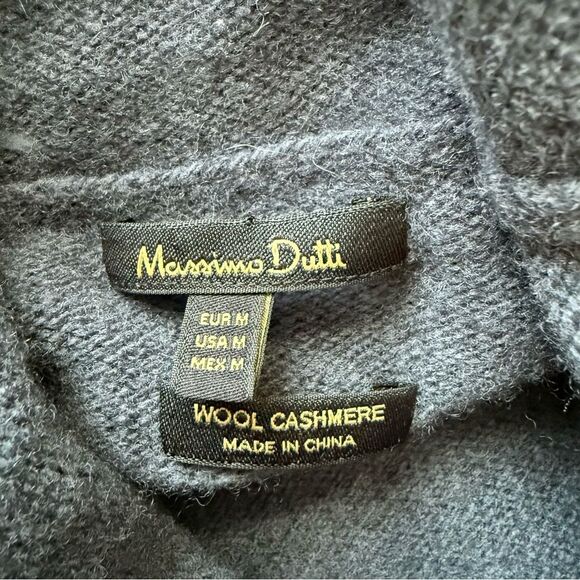 Massimo Dutti
EUR M
USA M
MEX M
WOOL CASHMERE
MADE IN CHINA